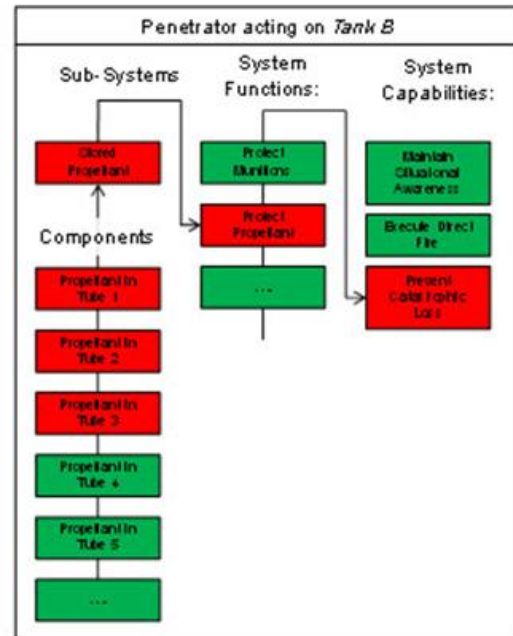 Penetrator acting on Tank B
Sub-Systems
System
Functions:
System
Capabilities:
Stored
Propellant
Components
Propellant in
Tube 1
Propellant in
Tube 2
Propellant in
Tube 3
Propellant in
Tube 4
Propellant in
Tube 5
...
Protect
Munitions
Protect
Propellant
...
Maintain
Situational
Awareness
Execute Direct
Fire
Prevent
Catastrophic
Loss